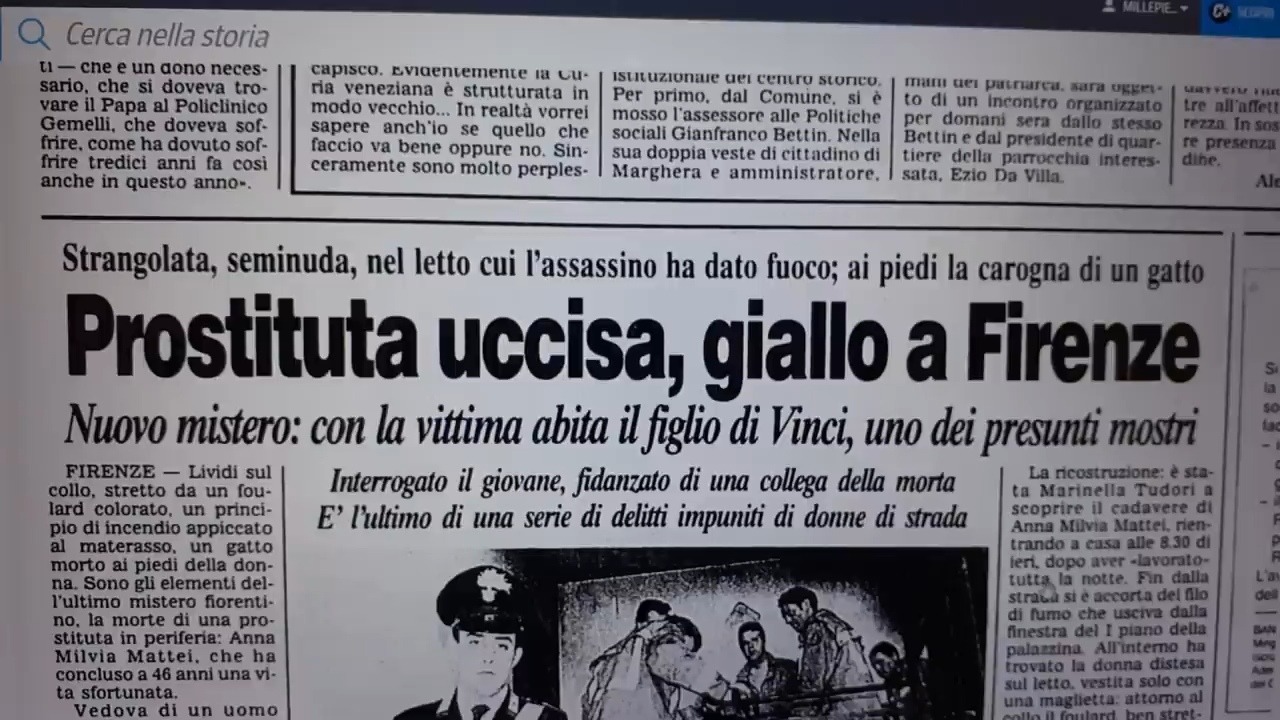 MILLEPIE...
C+
Cerca nella storia
ti — che è un dono neces-
sario, che si doveva tro-
vare il Papa al Policlinico
Gemelli, che doveva sof-
frire, come ha dovuto sof-
frire tredici anni fa così
anche in questo anno».
capisco. Evidentemente la Cu-
ria veneziana è strutturata in
modo vecchio... In realtà vorrei
sapere anch'io se quello che
faccio va bene oppure no. Sin-
ceramente sono molto perples-
istituzionale del centro storico.
Per primo, dal Comune, si è
mosso l'assessore alle Politiche
sociali Gianfranco Bettin. Nella
sua doppia veste di cittadino di
Marghera e amministratore,
mani del patriarca, sarà ogget-
to di un incontro organizzato
per domani sera dallo stesso
Bettin e dal presidente di quar-
tiere della parrocchia interes-
sata, Ezio Da Villa.
tre all'affett
rezza. In sos
re presenza
dine.
Ale
Strangolata, seminuda, nel letto cui l'assassino ha dato fuoco; ai piedi la carogna di un gatto
Prostituta uccisa, giallo a Firenze
Nuovo mistero: con la vittima abita il figlio di Vinci, uno dei presunti mostri
FIRENZE — Lividi sul
collo, stretto da un fou-
lard colorato, un princi-
pio di incendio appiccato
al materasso, un gatto
morto ai piedi della don-
na. Sono gli elementi del-
l'ultimo mistero fiorenti-
no, la morte di una pro-
stituta in periferia: Anna
Milvia Mattei, che ha
concluso a 46 anni una vi-
ta sfortunata.
Vedova di un uomo
Interrogato il giovane, fidanzato di una collega della morta
E' l'ultimo di una serie di delitti impuniti di donne di strada
La ricostruzione: è sta-
ta Marinella Tudori a
scoprire il cadavere di
Anna Milvia Mattei, rien-
trando a casa alle 8.30 di
ieri, dopo aver «lavorato»
tutta la notte. Fin dalla
strada si è accorta del filo
di fumo che usciva dalla
finestra del I piano della
palazzina. All'interno ha
trovato la donna distesa
sul letto, vestita solo con
una maglietta: attorno al
collo il foulard, ben stret-